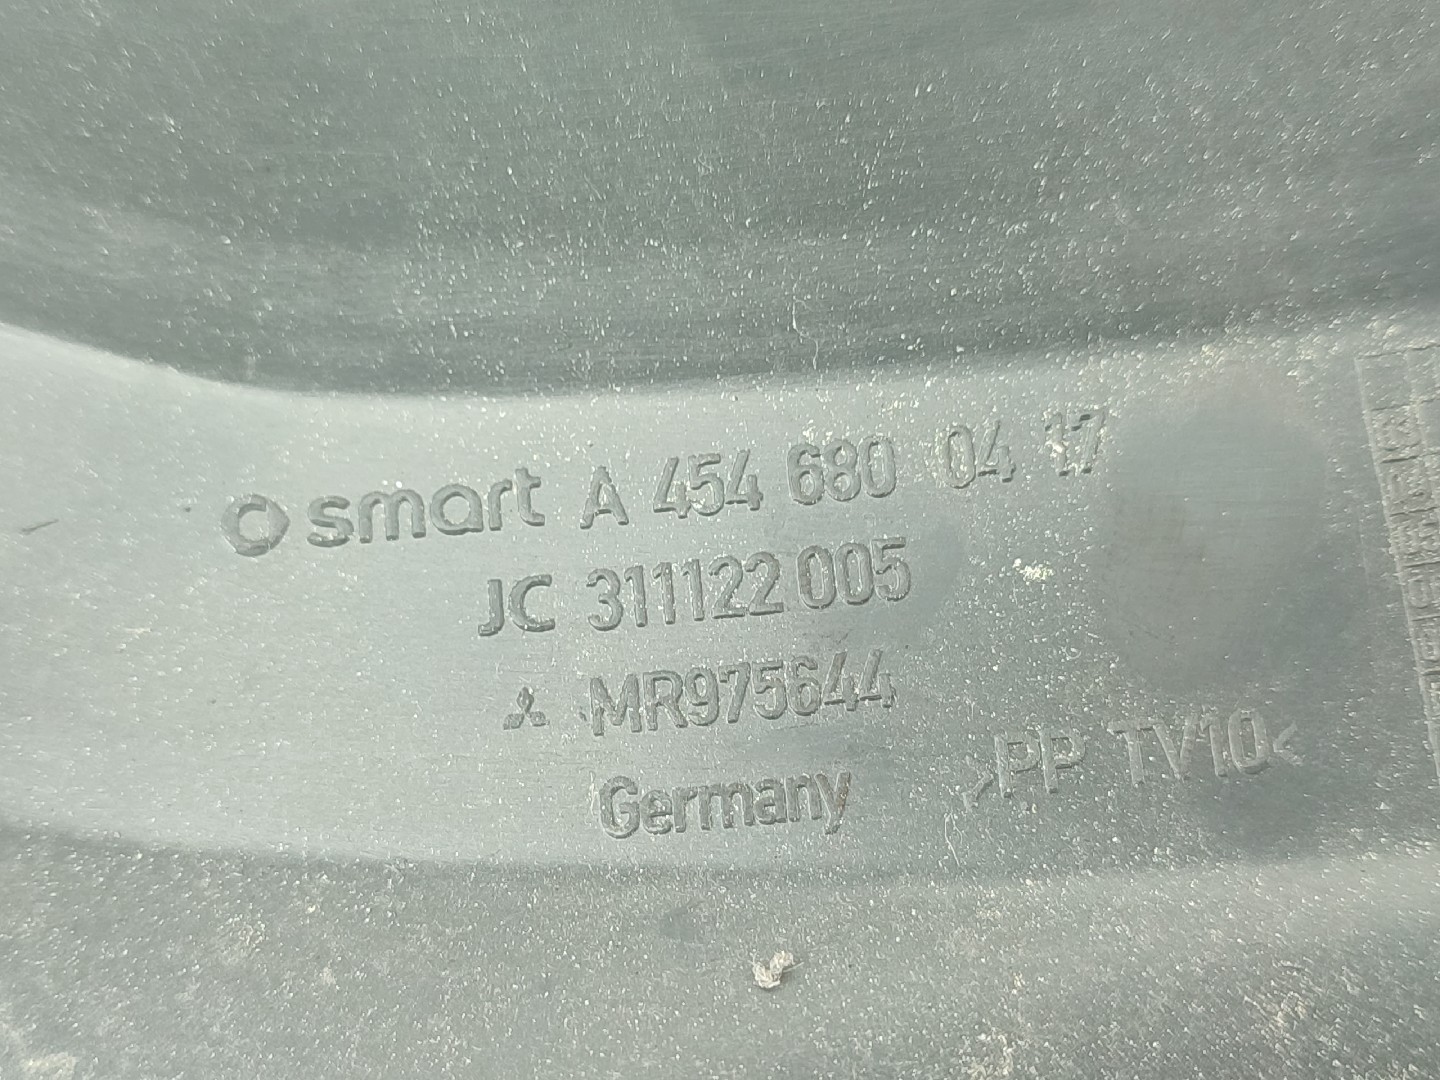 smart A 454 680 04 17
JC 311122 005
MR975644
Germany
>PP TV10<